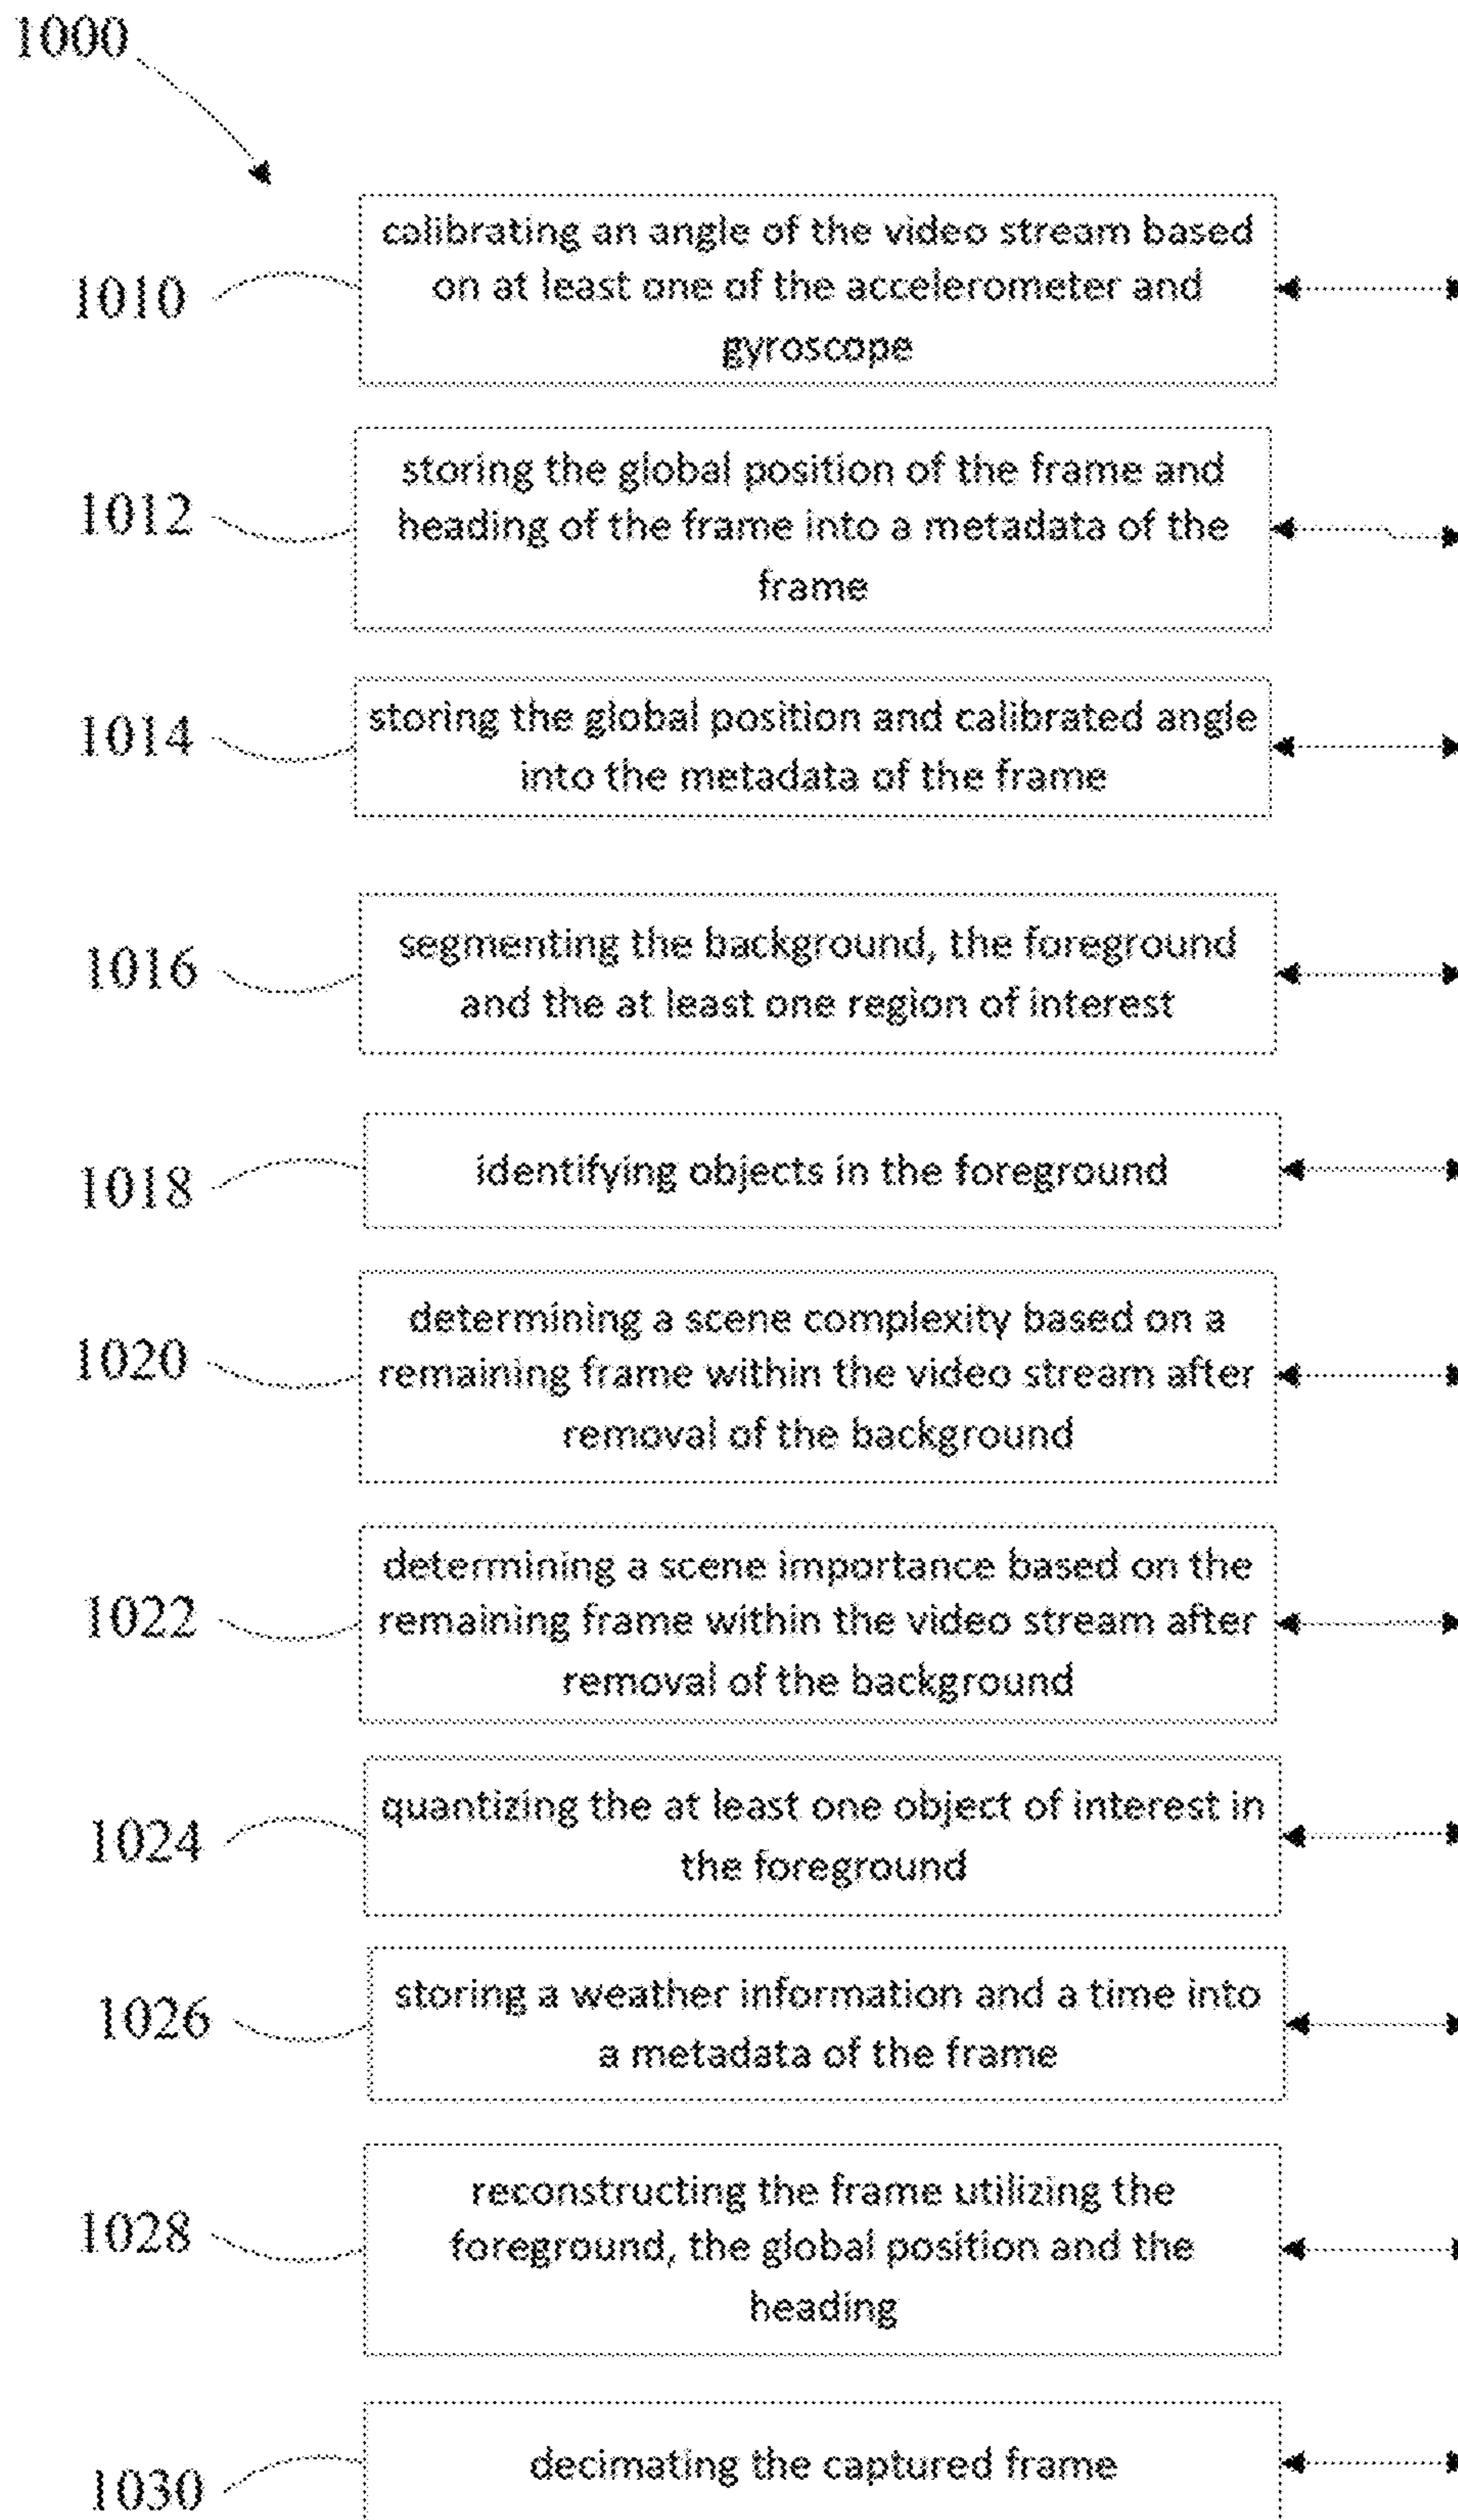 1000
calibrating an angle of the video stream based
on at least one of the accelerometer and
gyroscope
1010
storing the global position of the frame and
heading of the frame into a metadata of the
frame
1012
storing the global position and calibrated angle
into the metadata of the frame
1014
segmenting the background, the foreground
and the at least one region of interest
1016
identifying objects in the foreground
1018
determining a scene complexity based on a
remaining frame within the video stream after
removal of the background
1020
determining a scene importance based on the
remaining frame within the video stream after
removal of the background
1022
quantizing the at least one object of interest in
the foreground
1024
storing a weather information and a time into
a metadata of the frame
1026
reconstructing the frame utilizing the
foreground, the global position and the
heading
1028
decimating the captured frame
1030